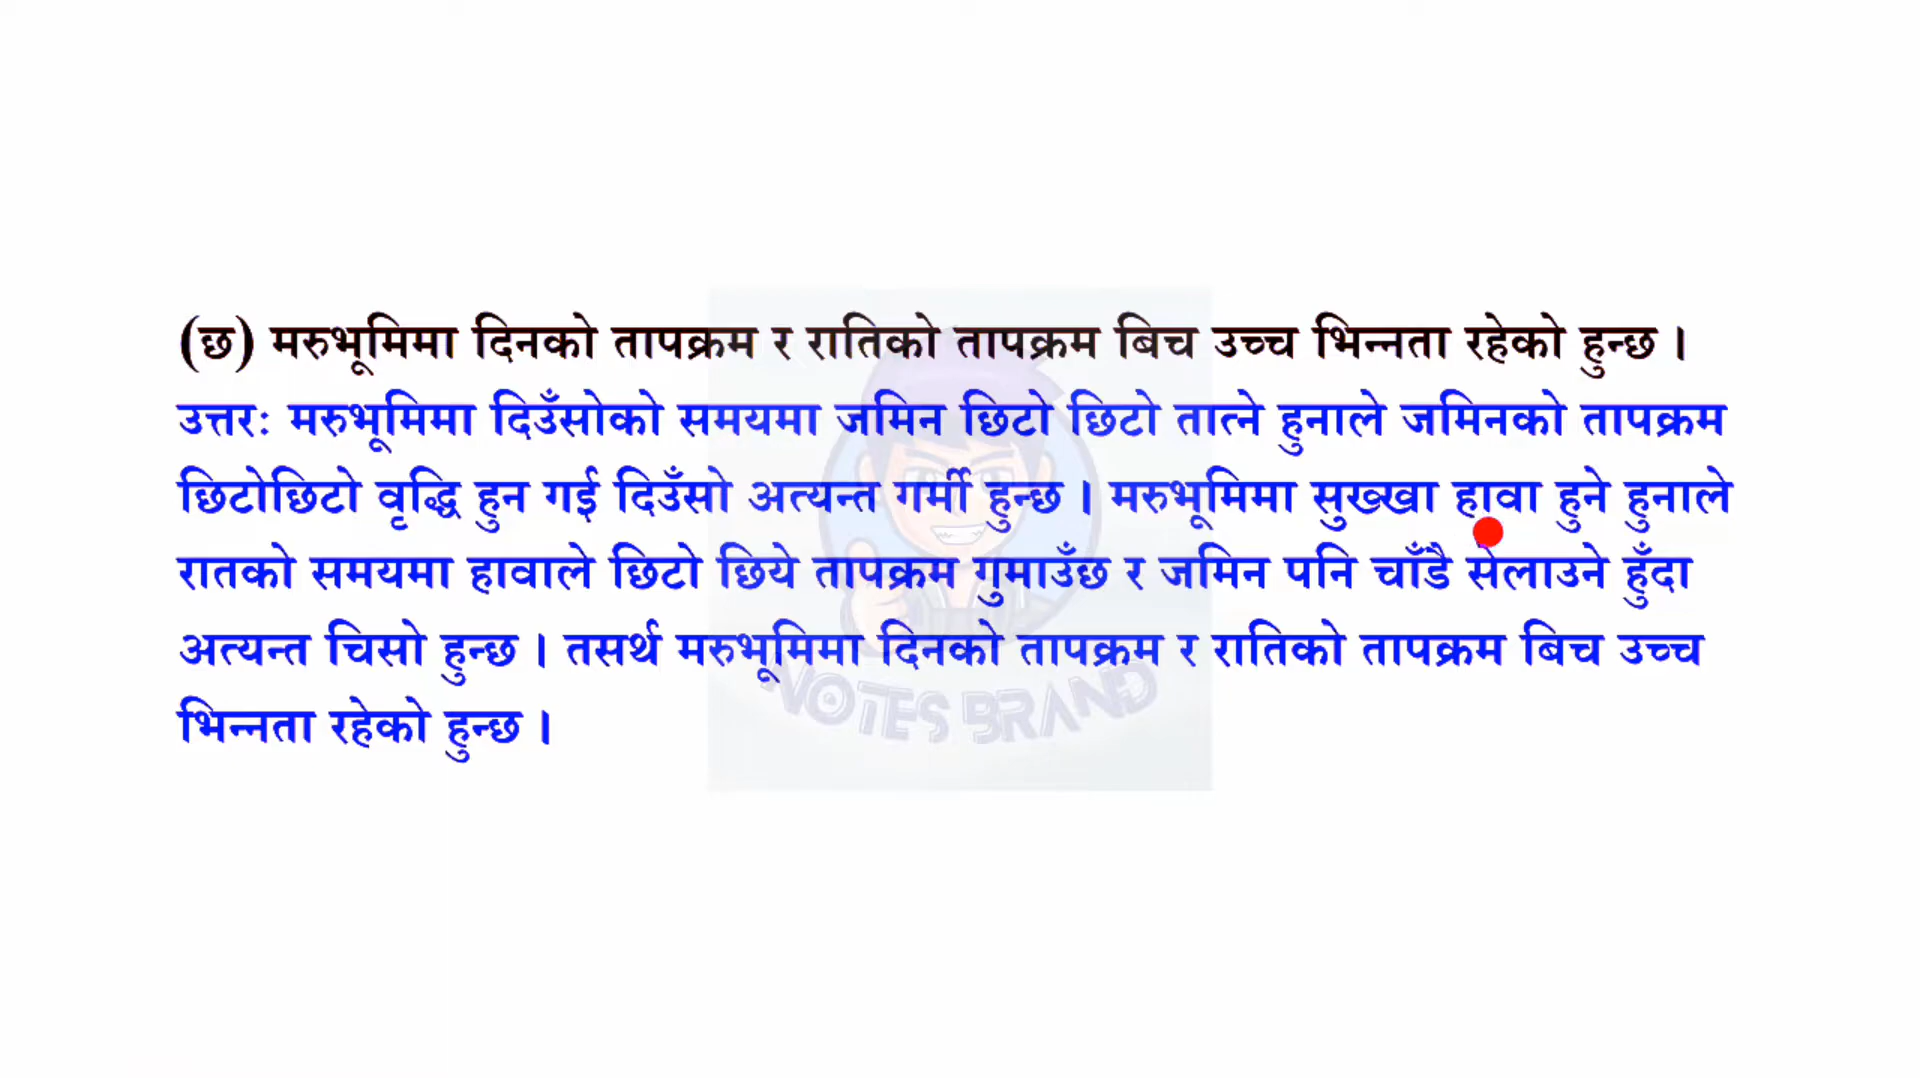 (छ) मरुभूमिमा दिनको तापक्रम र रातिको तापक्रम बिच उच्च भिन्नता रहेको हुन्छ ।
उत्तरः मरुभूमिमा दिउँसोको समयमा जमिन छिटो छिटो तात्ने हुनाले जमिनको तापक्रम
छिटोछिटो वृद्धि हुन गई दिउँसो अत्यन्त गर्मी हुन्छ । मरुभूमिमा सुख्खा हावा हुने हुनाले
रातको समयमा हावाले छिटो छिये तापक्रम गुमाउँछ र जमिन पनि चाँडै सेलाउने हुँदा
अत्यन्त चिसो हुन्छ । तसर्थ मरुभूमिमा दिनको तापक्रम र रातिको तापक्रम बिच उच्च
भिन्नता रहेको हुन्छ ।
NOTES BRAND